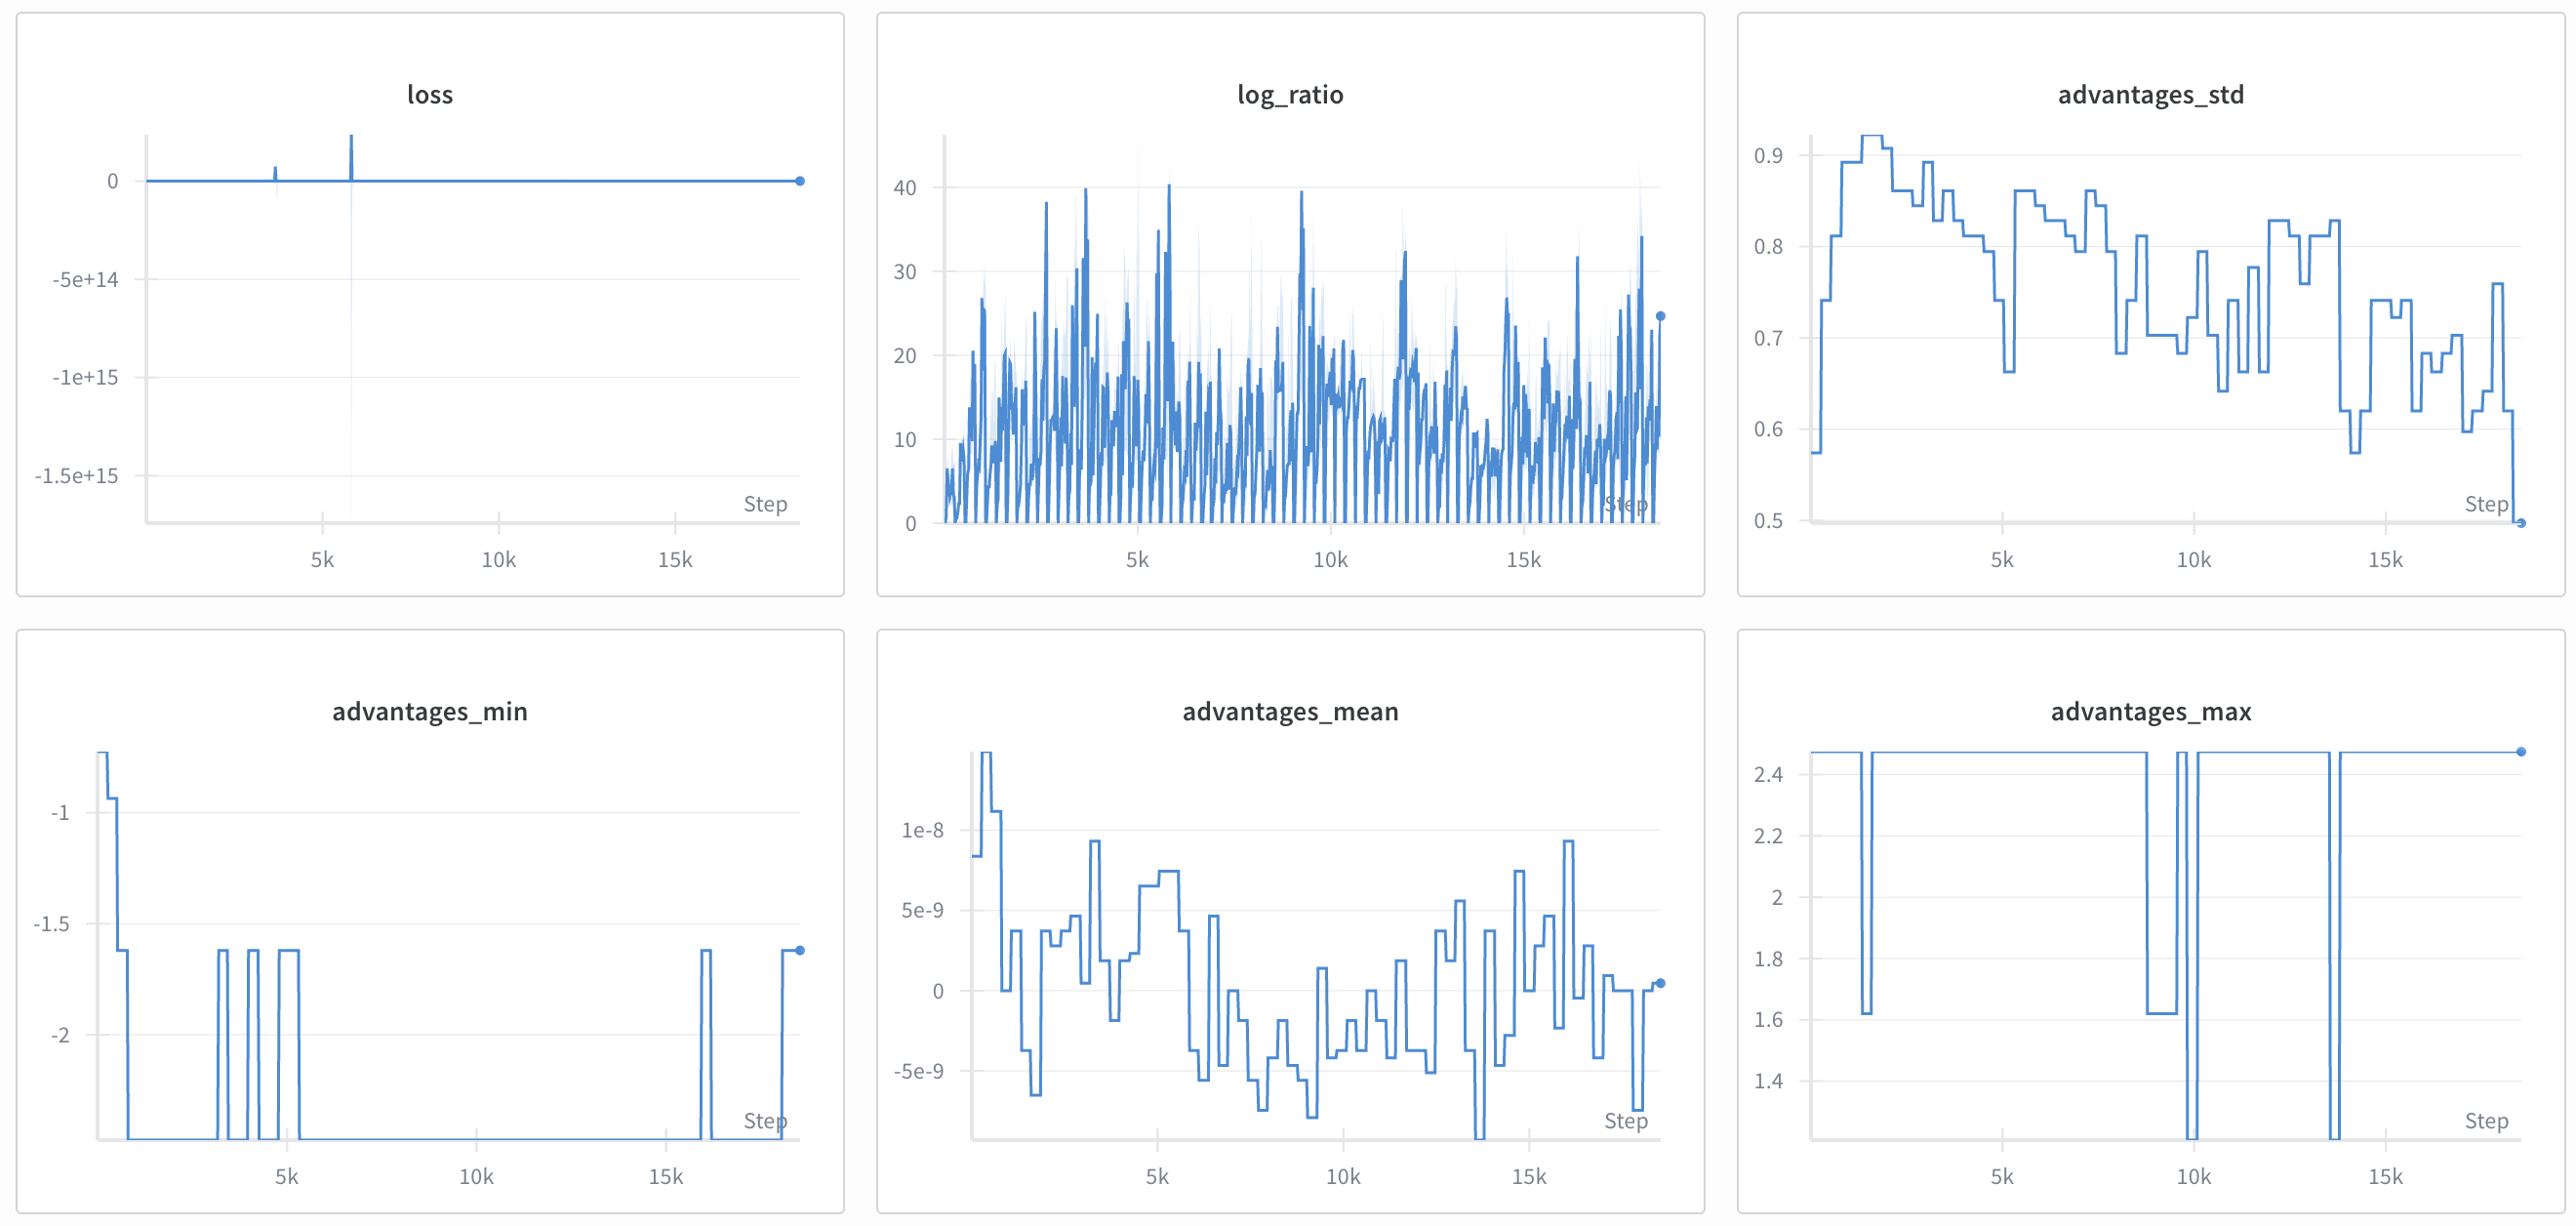 loss
0
-5e+14
-1e+15
-1.5e+15
Step
5k 10k 15k
log_ratio
40
30
20
10
0
Step
5k 10k 15k
advantages_std
0.9
0.8
0.7
0.6
0.5
Step
5k 10k 15k
advantages_min
-1
-1.5
-2
Step
5k 10k 15k
advantages_mean
1e-8
5e-9
0
-5e-9
Step
5k 10k 15k
advantages_max
2.4
2.2
2
1.8
1.6
1.4
Step
5k 10k 15k